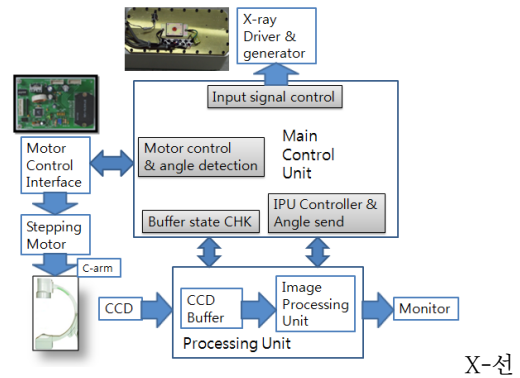 X-ray
Driver &
generator
Input signal control
Main
Control
Unit
Motor
Control
Interface
Motor control
& angle detection
Stepping
Motor
Buffer state CHK
IPU Controller &
Angle send
C-arm
CCD
CCD
Buffer
Image
Processing
Unit
Monitor
Processing Unit
X-선